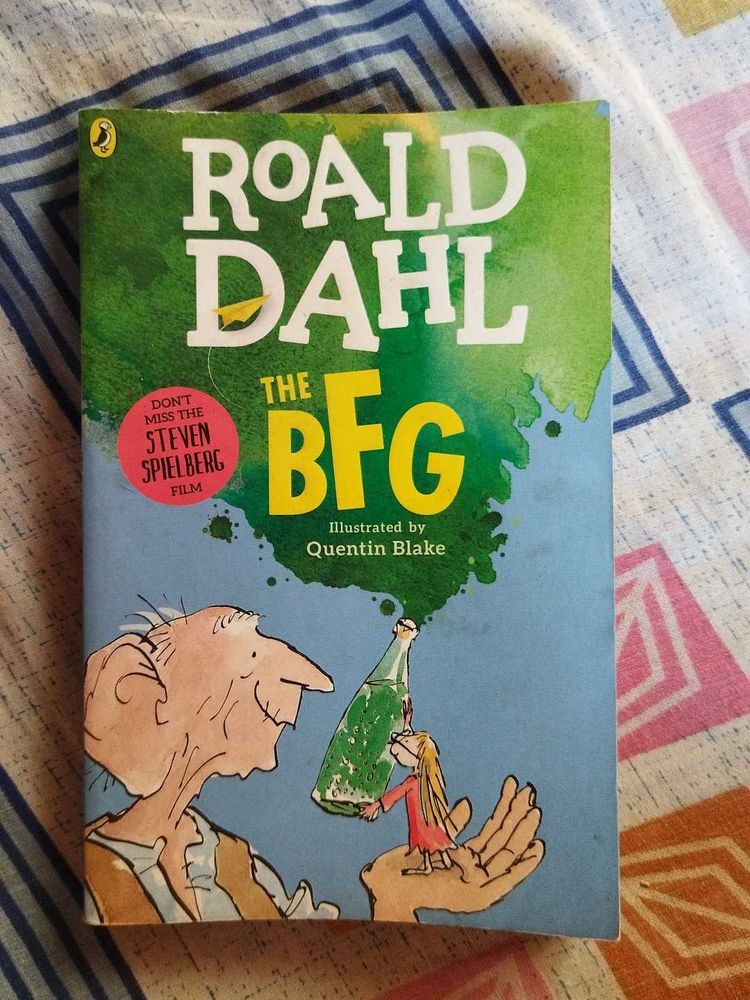 ROALD
DAHL
THE
BFG
DON'T
MISS THE
STEVEN
SPIELBERG
FILM
Illustrated by
Quentin Blake